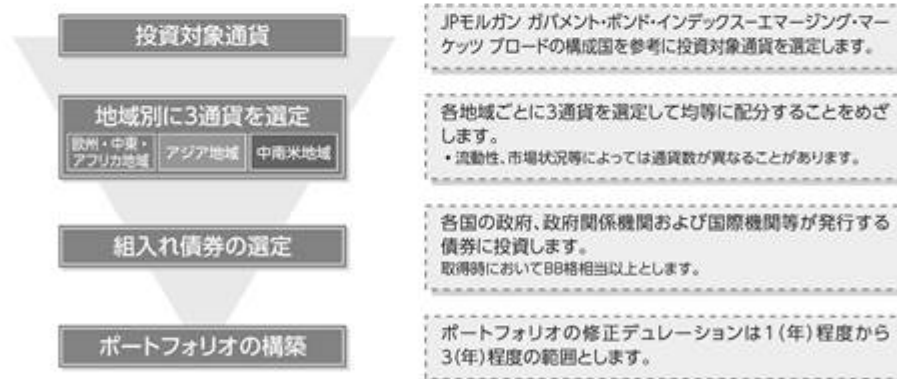 投資対象通貨
JPモルガン ガバメント・ボンド・インデックス－エマージング・マー
ケッツ ブロードの構成国を参考に投資対象通貨を選定します。
地域別に3通貨を選定
欧州・中東・
アフリカ地域
アジア地域
中南米地域
各地域ごとに3通貨を選定して均等に配分することをめざ
します。
・流動性、市場状況等によっては通貨数が異なることがあります。
組入れ債券の選定
各国の政府、政府関係機関および国際機関等が発行する
債券に投資します。
取得時においてBB格相当以上とします。
ポートフォリオの構築
ポートフォリオの修正デュレーションは1(年)程度から
3(年)程度の範囲とします。